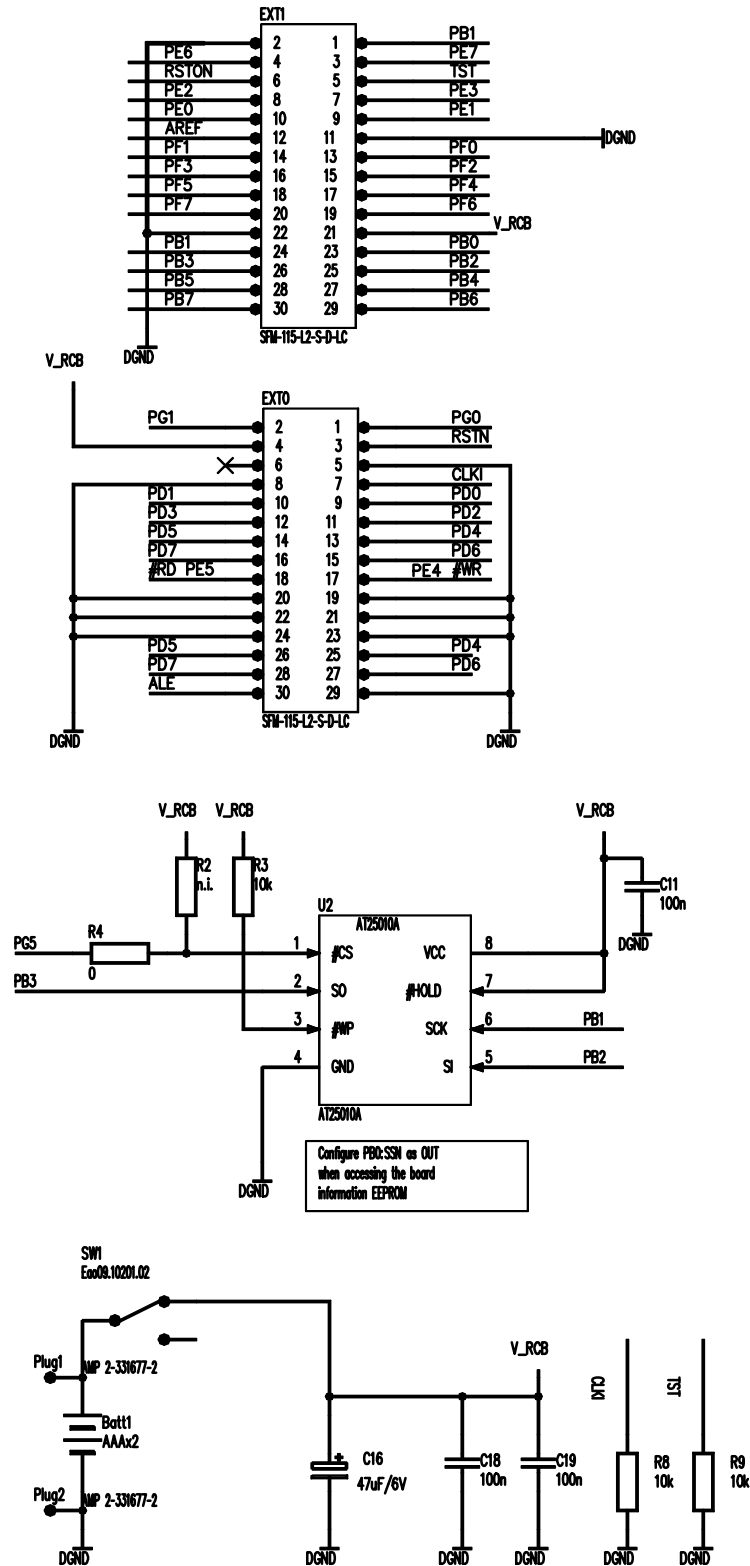 EXT1
2 1 PB1
PE6 4 3 PE7
RSTON 6 5 TST
PE2 8 7 PE3
PE0 10 9 PE1
AREF 12 11 DGND
PF1 14 13 PF0
PF3 16 15 PF2
PF5 18 17 PF4
PF7 20 19 PF6
22 21 V_RCB
PB1 24 23 PB0
PB3 26 25 PB2
PB5 28 27 PB4
PB7 30 29 PB6
SFM-115-L2-S-D-LC
DGND
V_RCB
EXT0
PG1 2 1 PG0
4 3 RSTN
6 5
8 7 CLKI
PD1 10 9 PD0
PD3 12 11 PD2
PD5 14 13 PD4
PD7 16 15 PD6
#RD PE5 18 17 PE4 #WR
20 19
22 21
24 23
PD5 26 25 PD4
PD7 28 27 PD6
ALE 30 29
SFM-115-L2-S-D-LC
DGND DGND
V_RCB V_RCB V_RCB
R2
n.i.
R3
10k
C11
100n
DGND
U2
AT25010A
R4
0
PG5 1 #CS VCC 8
PB3 2 SO #HOLD 7
3 #WP SCK 6 PB1
4 GND SI 5 PB2
AT25010A
DGND
Configure PB0:SSN as OUT
when accessing the board
information EEPROM
SW1
Eao09.10201.02
Plug1 AMP 2-331677-2
Batt1
AAAx2
Plug2 AMP 2-331677-2
DGND
V_RCB
+
C16
47uF/6V
DGND
C18
100n
DGND
C19
100n
DGND
CLKI
R8
10k
DGND
TST
R9
10k
DGND